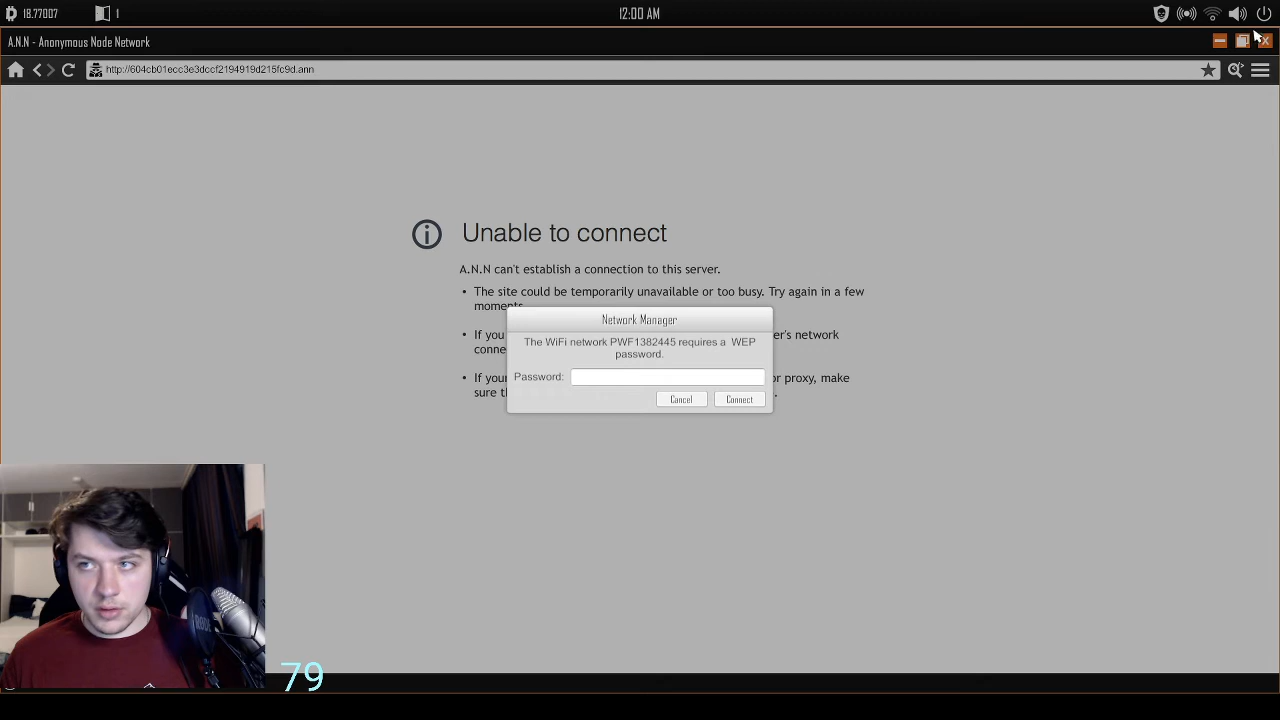 18.77007
1
12:00 AM
A.N.N - Anonymous Node Network
http://604cb01ecc3e3dccf2194919d215fc9d.ann
Unable to connect
A.N.N can't establish a connection to this server.
• The site could be temporarily unavailable or too busy. Try again in a few
moments.
Network Manager
The WiFi network PWF1382445 requires a WEP
password.
Password:
Cancel
Connect
• If you
er's network
conne
• If your
or proxy, make
sure th
RODE
79